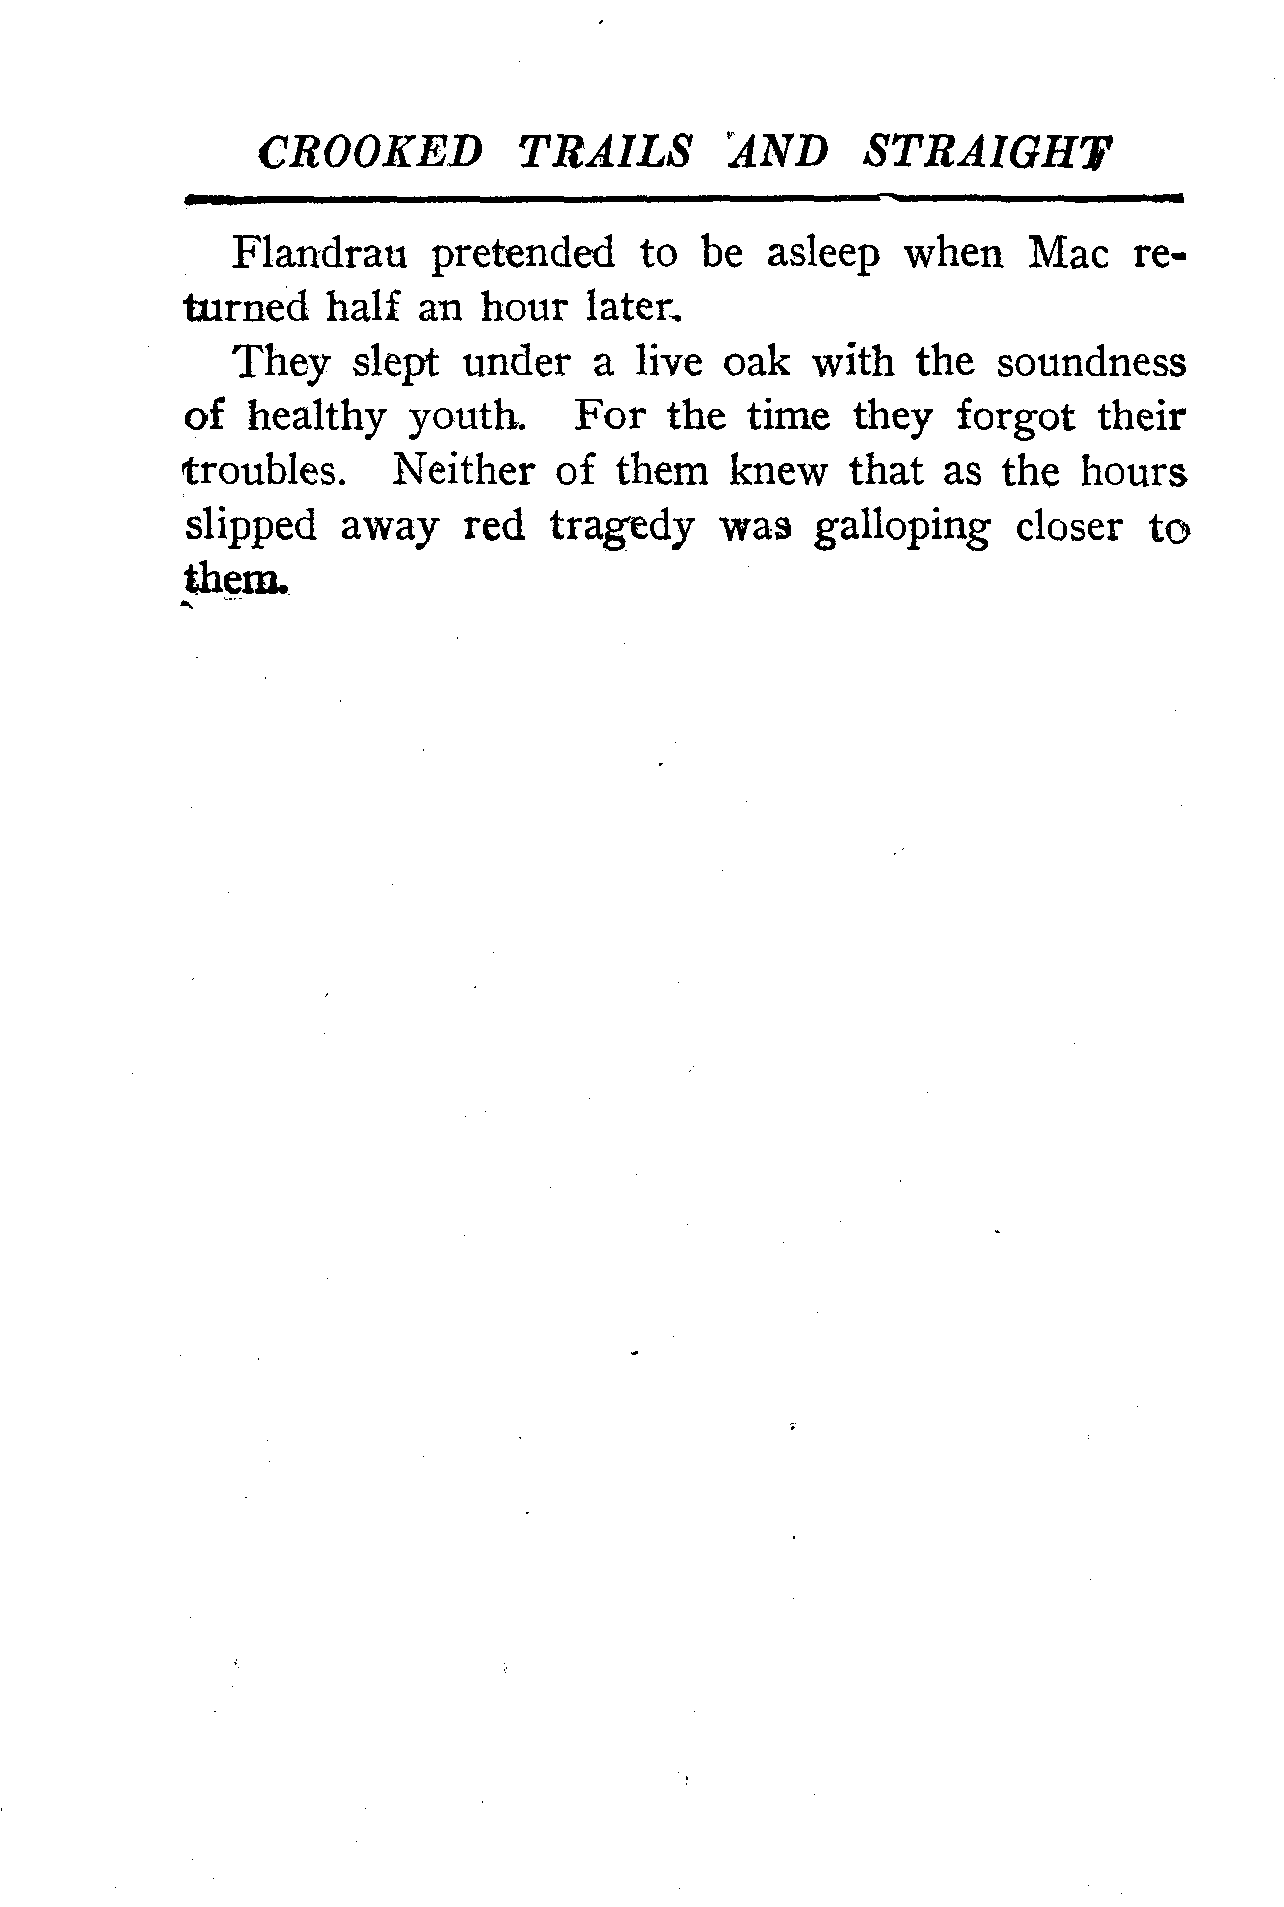 CROOKED TRAILS AND STRAIGHT
Flandrau pretended to be asleep when Mac re-
turned half an hour later.
They slept under a live oak with the soundness
of healthy youth. For the time they forgot their
troubles. Neither of them knew that as the hours
slipped away red tragedy was galloping closer to
them.